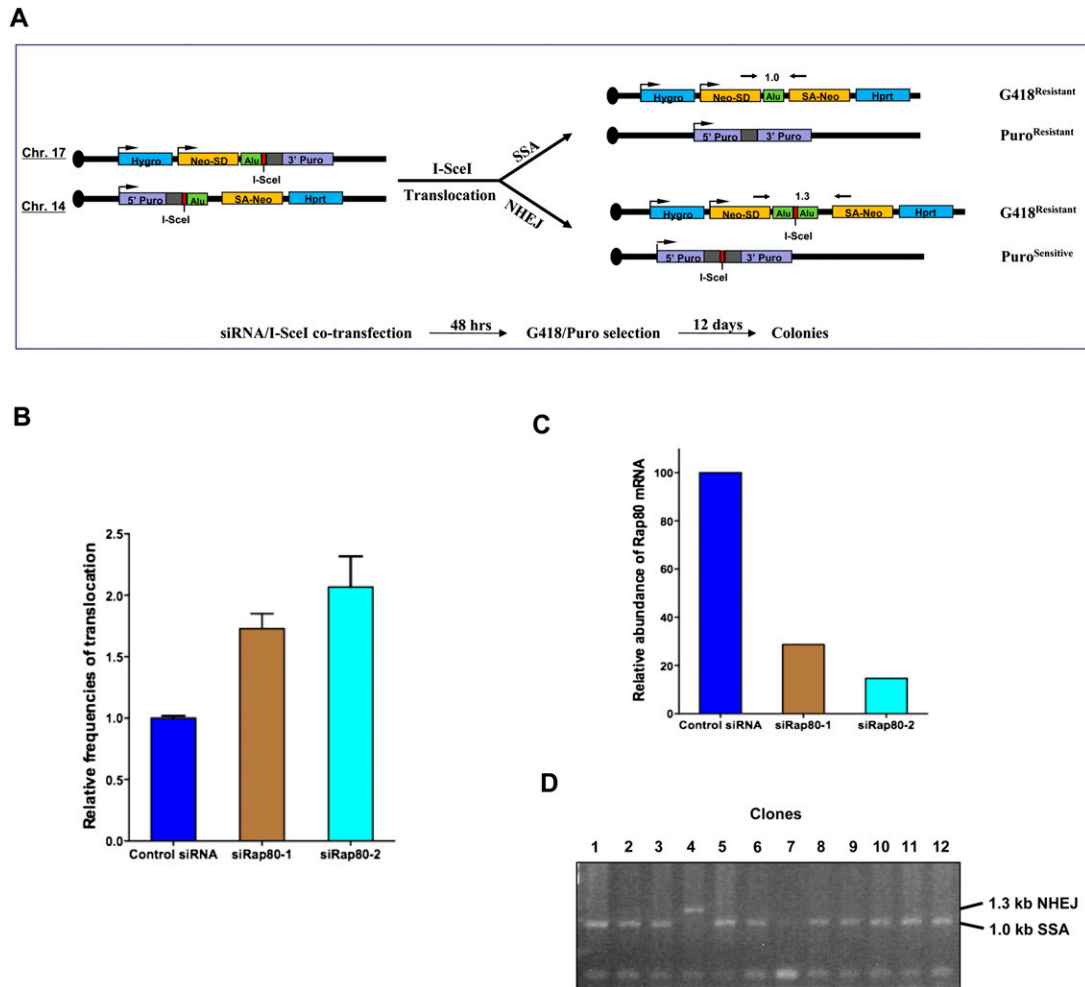 A
Chr. 17
Hygro Neo-SD Alu 3' Puro
I-SceI
Chr. 14
5' Puro Alu SA-Neo Hprt
I-SceI
I-SceI
Translocation
SSA
NHEJ
1.0
Hygro Neo-SD Alu SA-Neo Hprt
G418Resistant
5' Puro 3' Puro
PuroResistant
1.3
Hygro Neo-SD Alu Alu SA-Neo Hprt
G418Resistant
I-SceI
5' Puro 3' Puro
PuroSensitive
I-SceI
siRNA/I-SceI co-transfection 48 hrs G418/Puro selection 12 days Colonies
B
Relative frequencies of translocation
2.5
2.0
1.5
1.0
0.5
0.0
Control siRNA siRap80-1 siRap80-2
C
Relative abundance of Rap80 mRNA
100
80
60
40
20
0
Control siRNA siRap80-1 siRap80-2
D
Clones
1 2 3 4 5 6 7 8 9 10 11 12
1.3 kb NHEJ
1.0 kb SSA